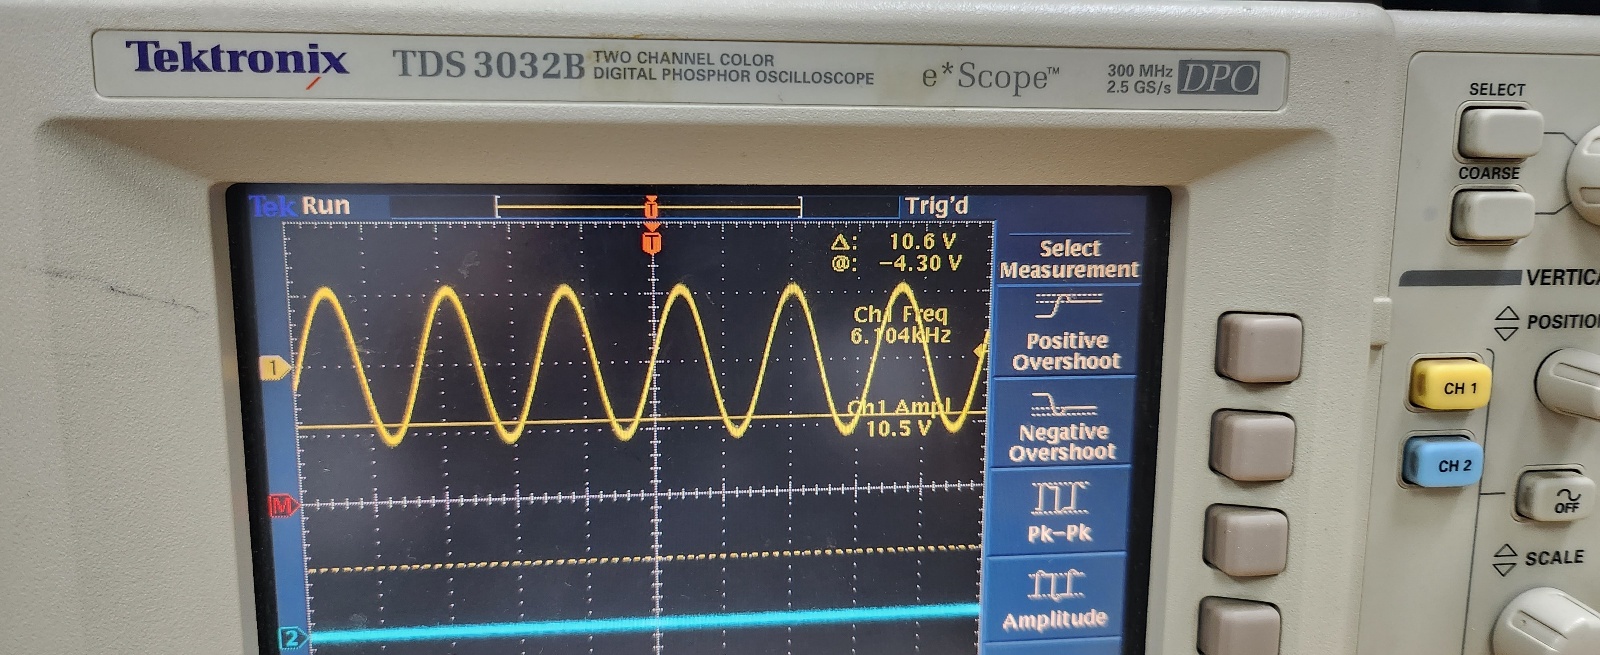 Tektronix TDS 3032B TWO CHANNEL COLOR
DIGITAL PHOSPHOR OSCILLOSCOPE e*Scope™ 300 MHz
2.5 GS/s DPO
SELECT
COARSE
VERTICA
POSITIO
CH 1
CH 2
OFF
SCALE
Tek Run
Trig'd
T
T
Δ: 10.6 V
@: −4.30 V
Ch1 Freq
6.104kHz
Ch1 Ampl
10.5 V
1
M
2
Select
Measurement
Positive
Overshoot
Negative
Overshoot
Pk–Pk
Amplitude